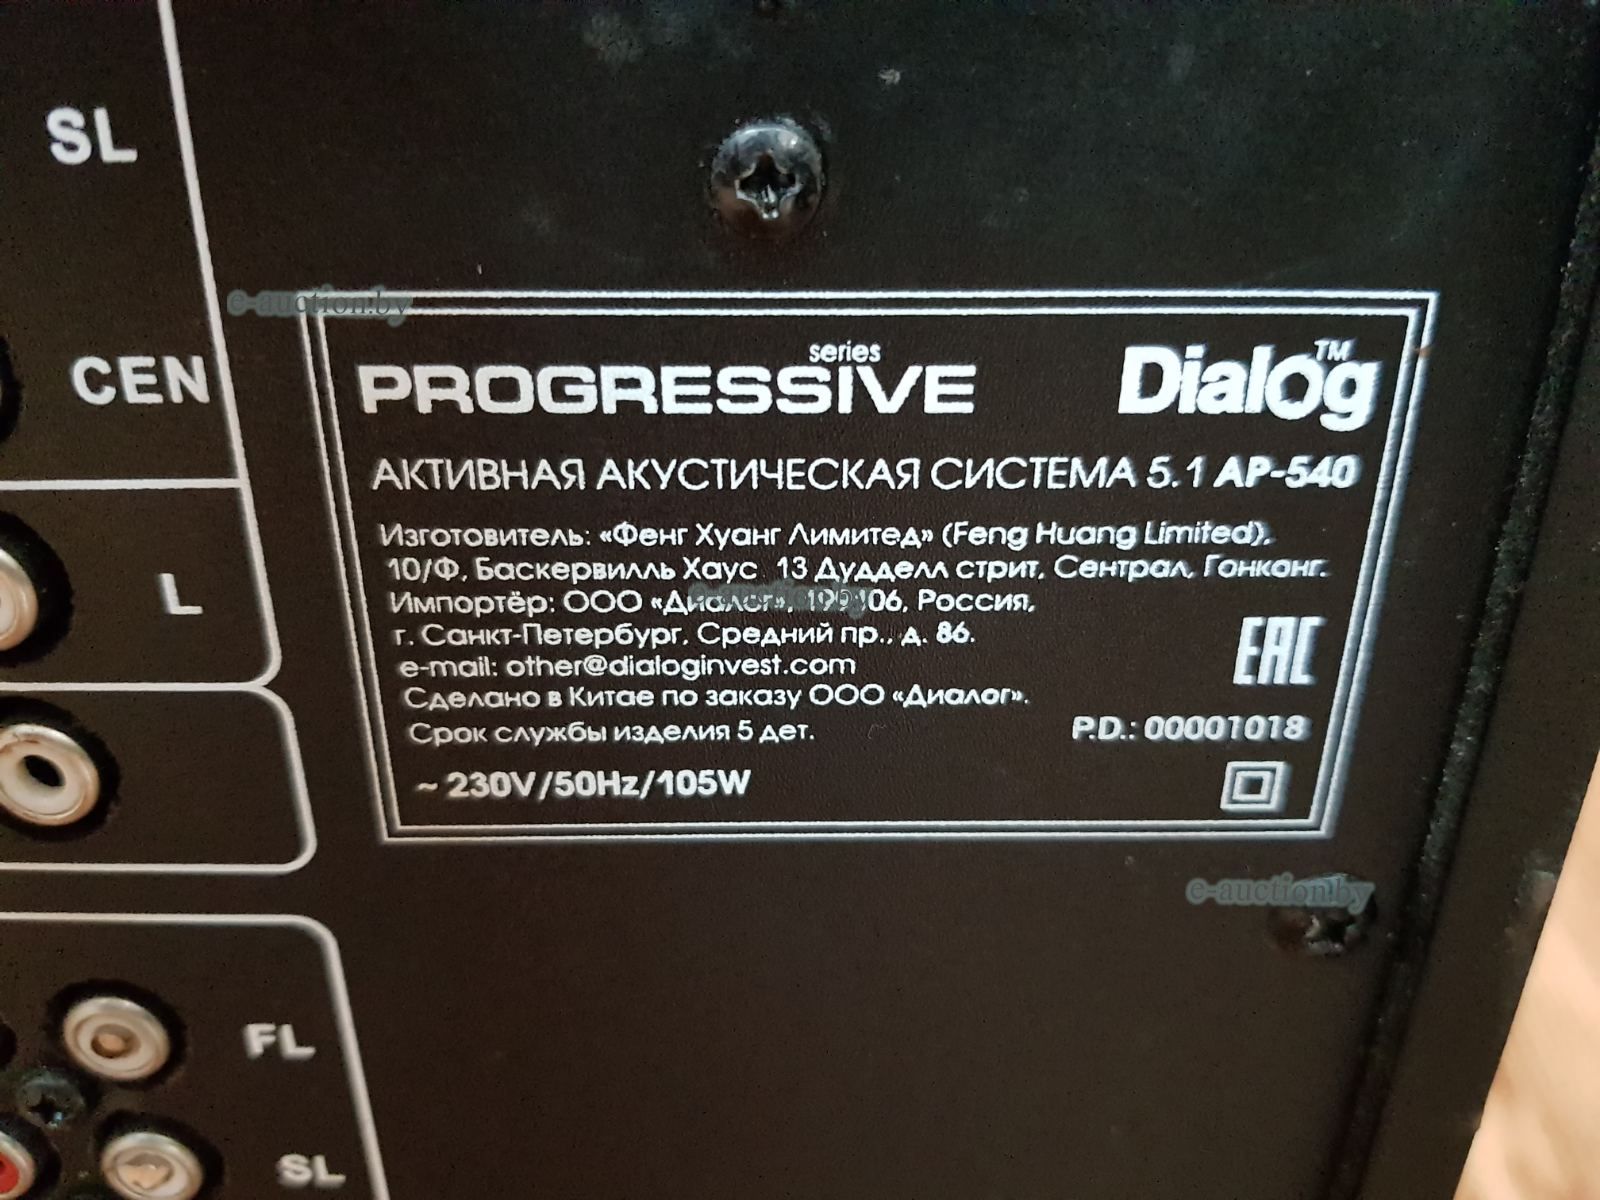 SL
CEN
L
FL
SL
series
PROGRESSIVE
Dialog™
АКТИВНАЯ АКУСТИЧЕСКАЯ СИСТЕМА 5.1 AP-540
Изготовитель: «Фенг Хуанг Лимитед» (Feng Huang Limited),
10/Ф, Баскервилль Хаус 13 Дудделл стрит, Сентрал, Гонконг.
Импортёр: ООО «Диалог», Россия,
г. Санкт-Петербург, Средний пр., д. 86.
e-mail: other@dialoginvest.com
Сделано в Китае по заказу ООО «Диалог».
Срок службы изделия 5 дет.
~ 230V/50Hz/105W
EAC
P.D.: 00001018
e-auction.by
e-auction.by
e-auction.by